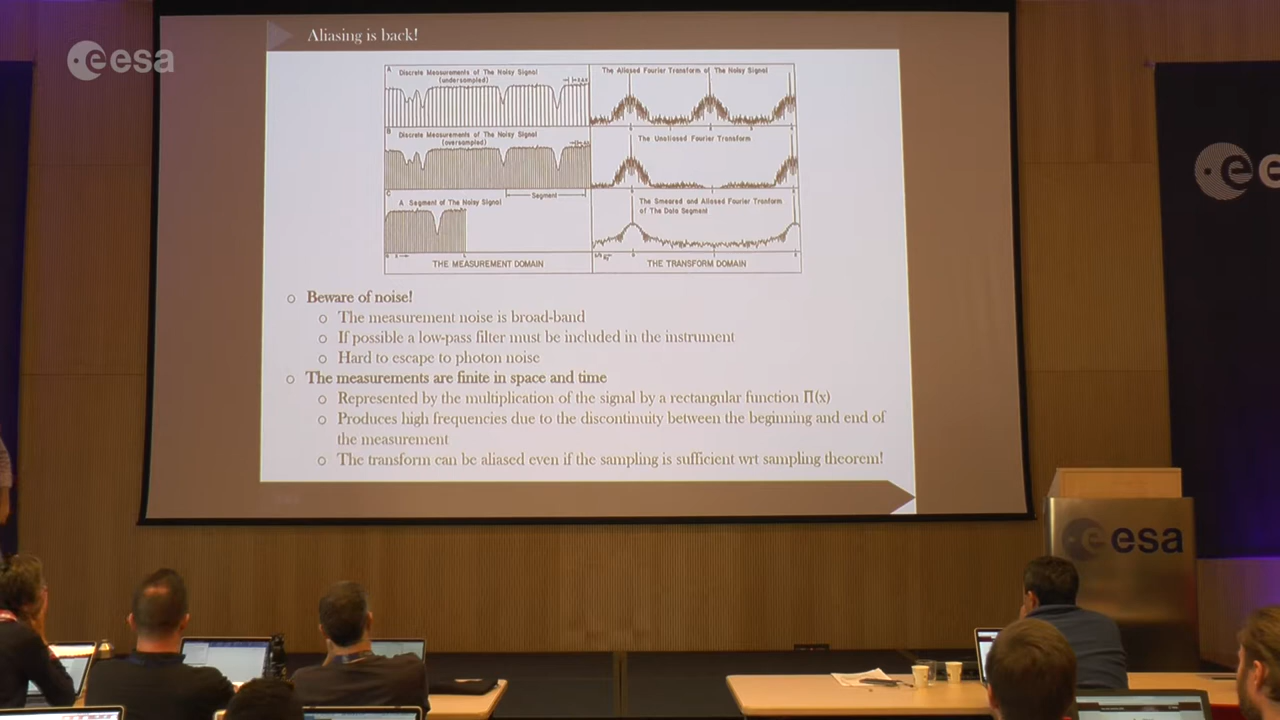 esa
Aliasing is back!
A
Discrete Measurements of The Noisy Signal
(undersampled)
The Aliased Fourier Transform of The Noisy Signal
B
Discrete Measurements of The Noisy Signal
(oversampled)
The Unaliased Fourier Transform
C
Segment
A Segment of The Noisy Signal
The Smeared and Aliased Fourier Tranform
of The Data Segment
THE MEASUREMENT DOMAIN
THE TRANSFORM DOMAIN
Beware of noise!
The measurement noise is broad-band
If possible a low-pass filter must be included in the instrument
Hard to escape to photon noise
The measurements are finite in space and time
Represented by the multiplication of the signal by a rectangular function Π(x)
Produces high frequencies due to the discontinuity between the beginning and end of
the measurement
The transform can be aliased even if the sampling is sufficient wrt sampling theorem!
esa